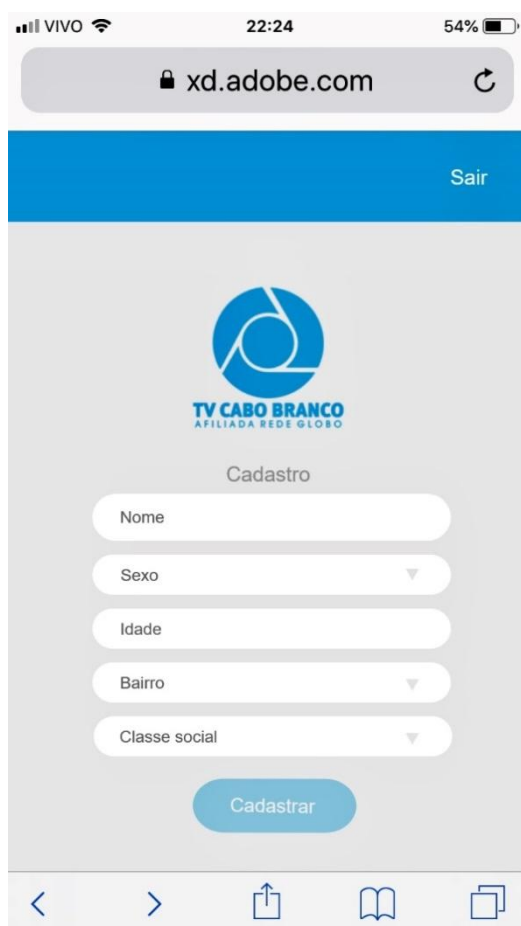 VIVO 22:24 54%
xd.adobe.com
Sair
TV CABO BRANCO
AFILIADA REDE GLOBO
Cadastro
Nome
Sexo
Idade
Bairro
Classe social
Cadastrar